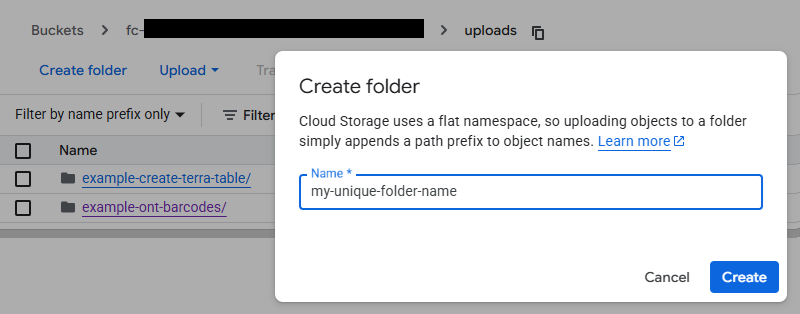 Buckets > fc- > uploads
Create folder Upload Tra
Filter by name prefix only Filter
Name
example-create-terra-table/
example-ont-barcodes/
Create folder
Cloud Storage uses a flat namespace, so uploading objects to a folder
simply appends a path prefix to object names. Learn more
Name *
my-unique-folder-name
Cancel Create